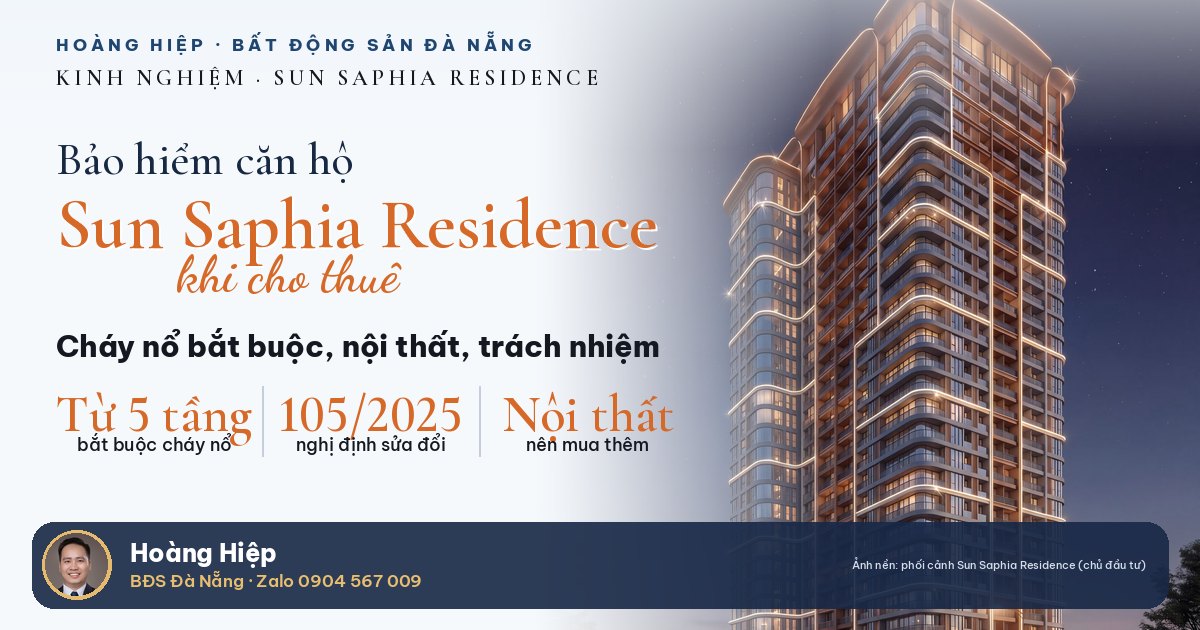 HOÀNG HIỆP · BẤT ĐỘNG SẢN ĐÀ NẴNG
KINH NGHIỆM · SUN SAPHIA RESIDENCE
Bảo hiểm căn hộ
Sun Saphia Residence
khi cho thuê
Cháy nổ bắt buộc, nội thất, trách nhiệm
Từ 5 tầng
bắt buộc cháy nổ
105/2025
nghị định sửa đổi
Nội thất
nên mua thêm
Hoàng Hiệp
BĐS Đà Nẵng · Zalo 0904 567 009
Ảnh nền: phối cảnh Sun Saphia Residence (chủ đầu tư)